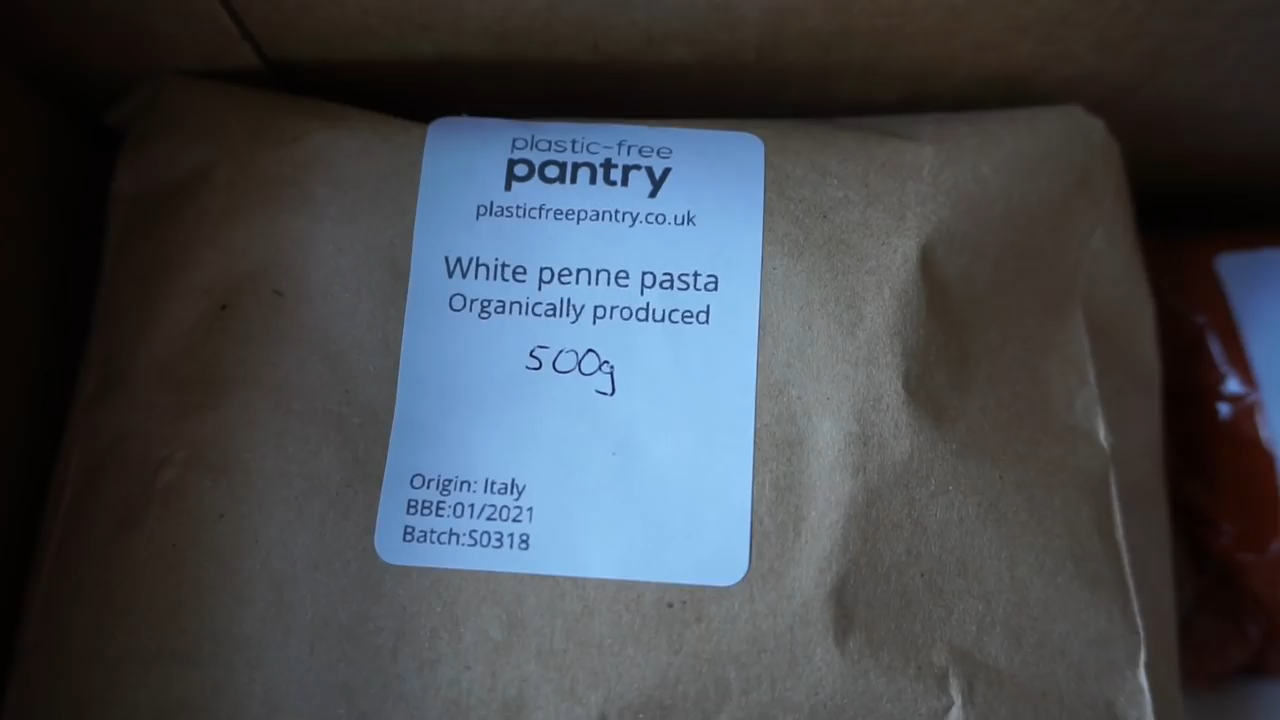 plastic-free
pantry
plasticfreepantry.co.uk
White penne pasta
Organically produced
500g
Origin: Italy
BBE:01/2021
Batch:S0318